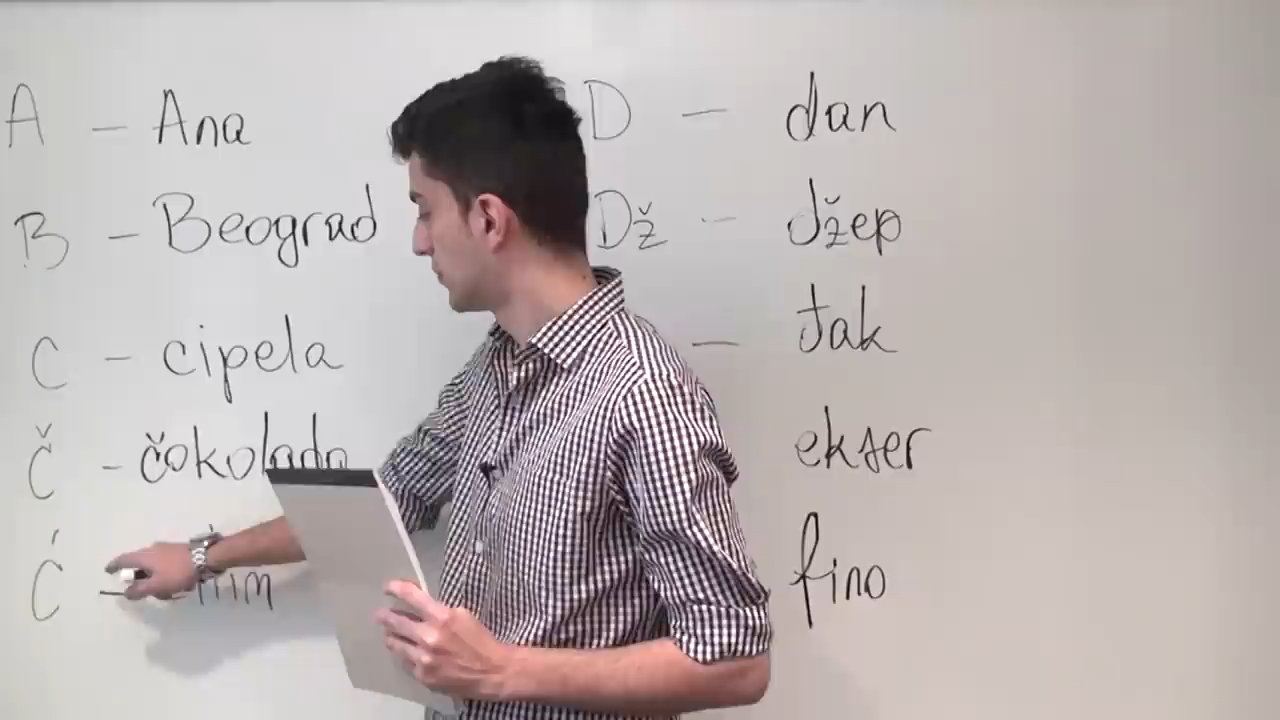 A – Ana
B – Beograd
C – cipela
Č – čokolada
Ć –
D – dan
Dž – džep
– đak
ekser
fino